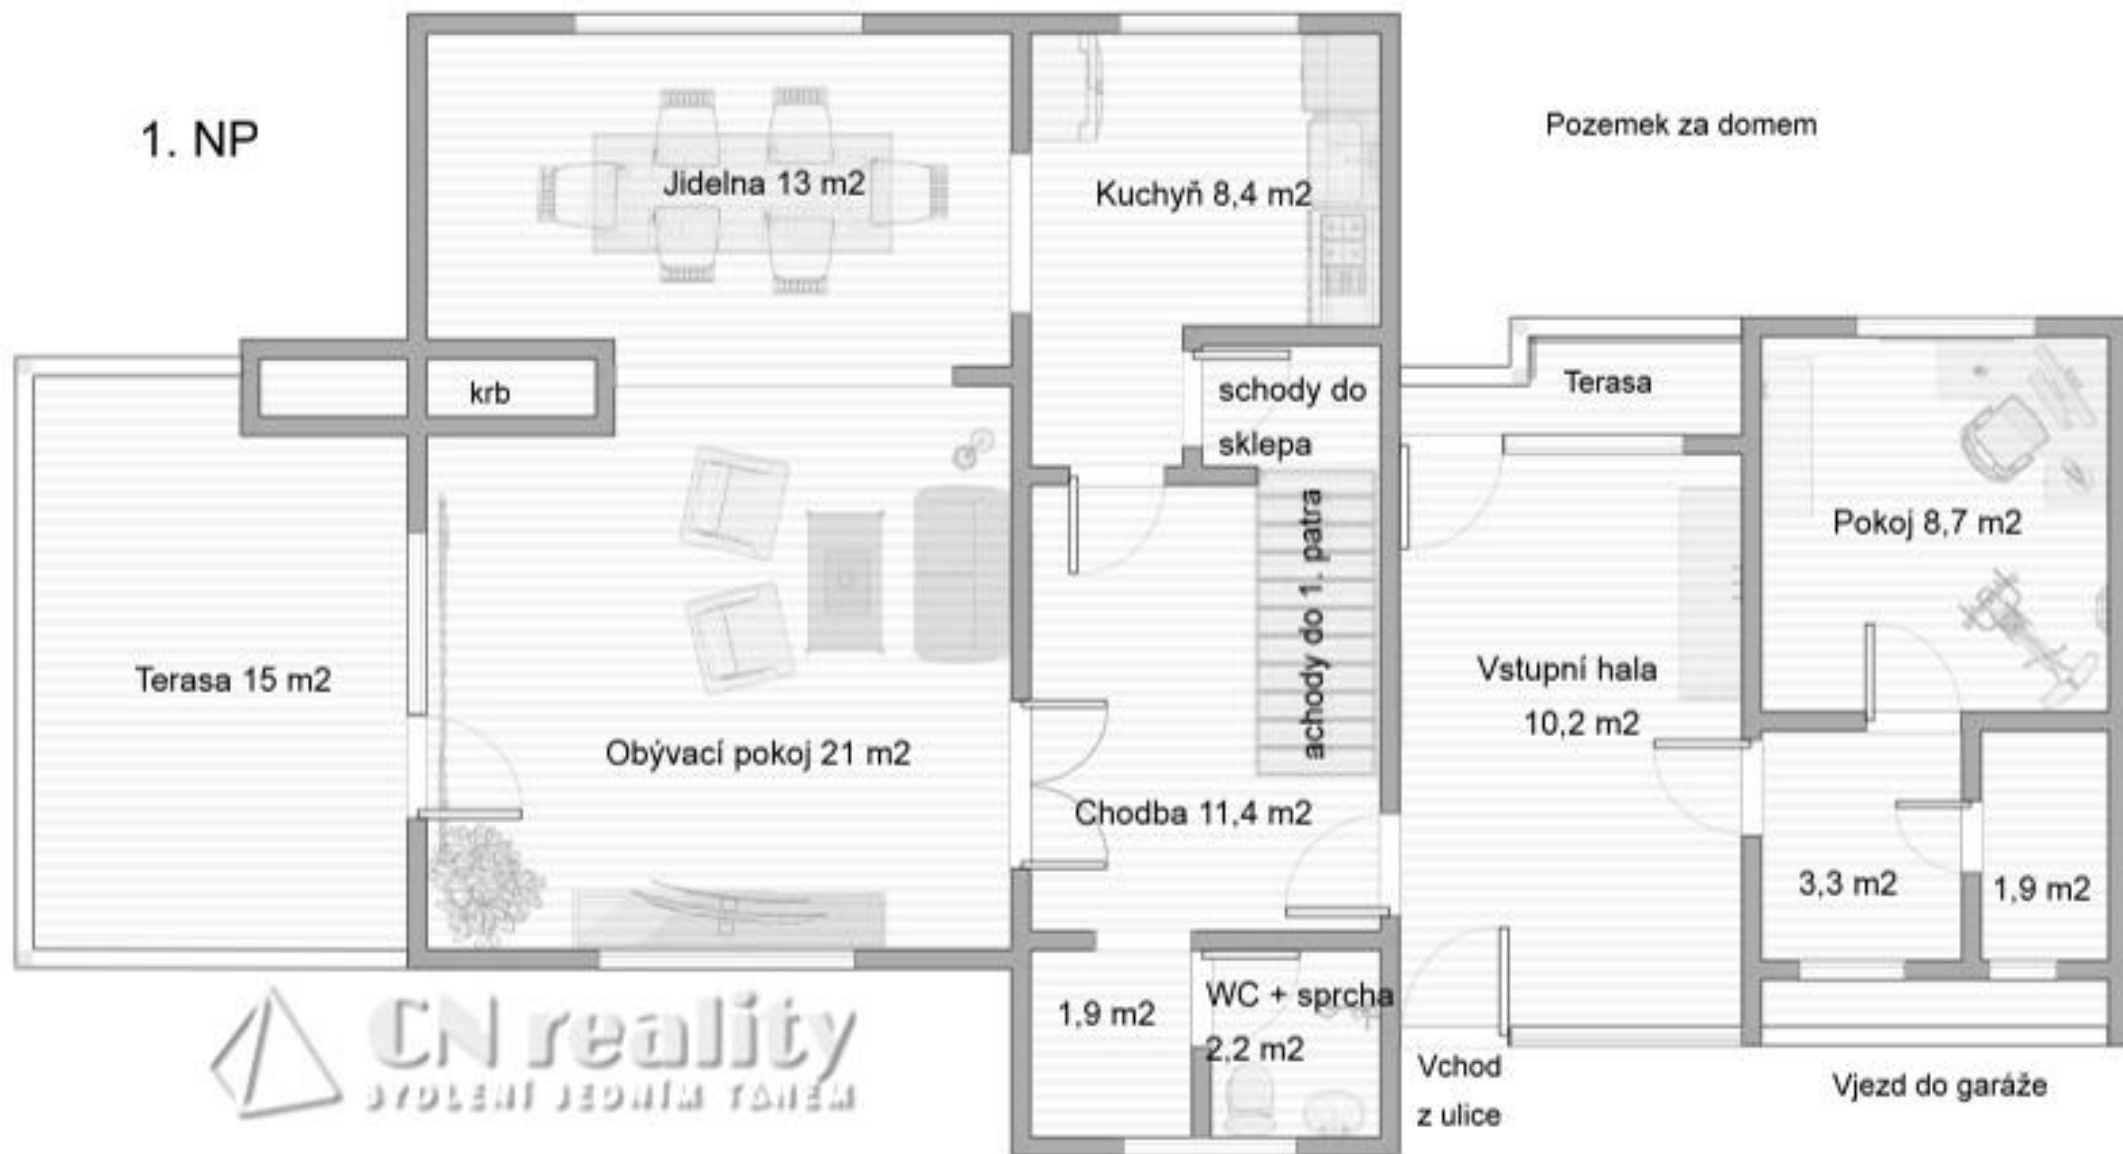 1. NP
Pozemek za domem
Jidelna 13 m2
Kuchyň 8,4 m2
krb
schody do
sklepa
Terasa
Pokoj 8,7 m2
achody do 1. patra
Terasa 15 m2
Vstupní hala
10,2 m2
Obývací pokoj 21 m2
Chodba 11,4 m2
3,3 m2
1,9 m2
1,9 m2
WC + sprcha
2,2 m2
Vchod
z ulice
Vjezd do garáže
CN reality
BYDLENÍ JEDNÍM TAHEM